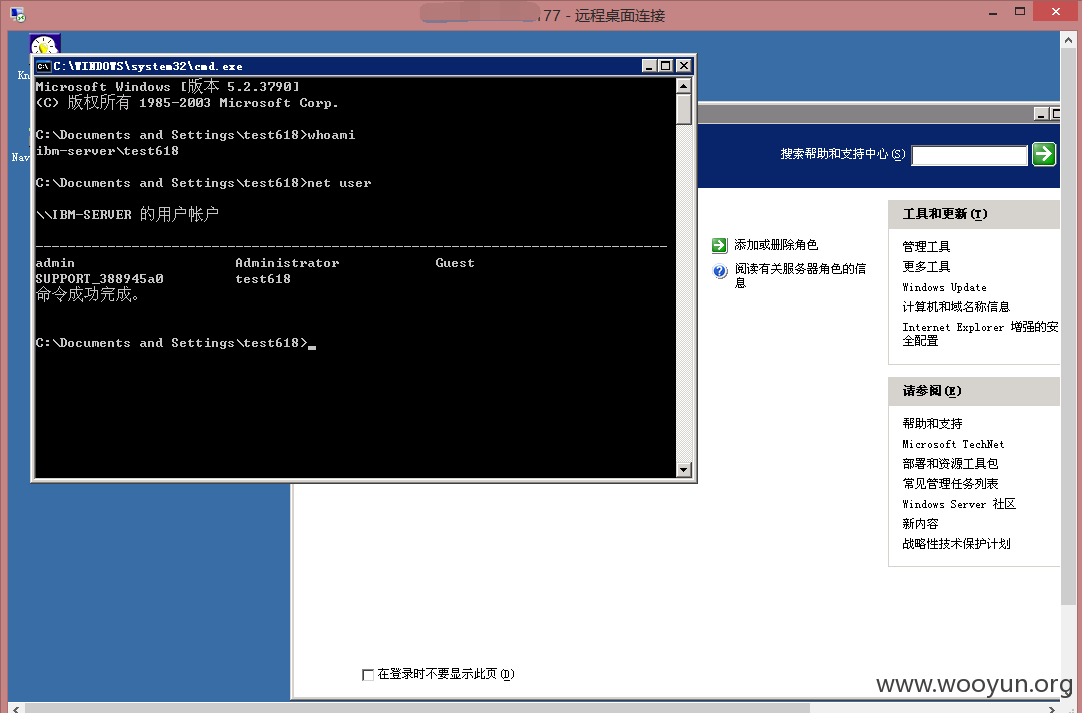 77 - 远程桌面连接
Kn
Nav
C:\WINDOWS\system32\cmd.exe
Microsoft Windows [版本 5.2.3790]
(C) 版权所有 1985-2003 Microsoft Corp.
C:\Documents and Settings\test618>whoami
ibm-server\test618
C:\Documents and Settings\test618>net user
\\IBM-SERVER 的用户帐户
-------------------------------------------------------------------------------
admin Administrator Guest
SUPPORT_388945a0 test618
命令成功完成。
C:\Documents and Settings\test618>_
搜索帮助和支持中心(S)
添加或删除角色
阅读有关服务器角色的信
息
工具和更新(T)
管理工具
更多工具
Windows Update
计算机和域名称信息
Internet Explorer 增强的安
全配置
请参阅(E)
帮助和支持
Microsoft TechNet
部署和资源工具包
常见管理任务列表
Windows Server 社区
新内容
战略性技术保护计划
在登录时不要显示此页(D)
www.wooyun.org